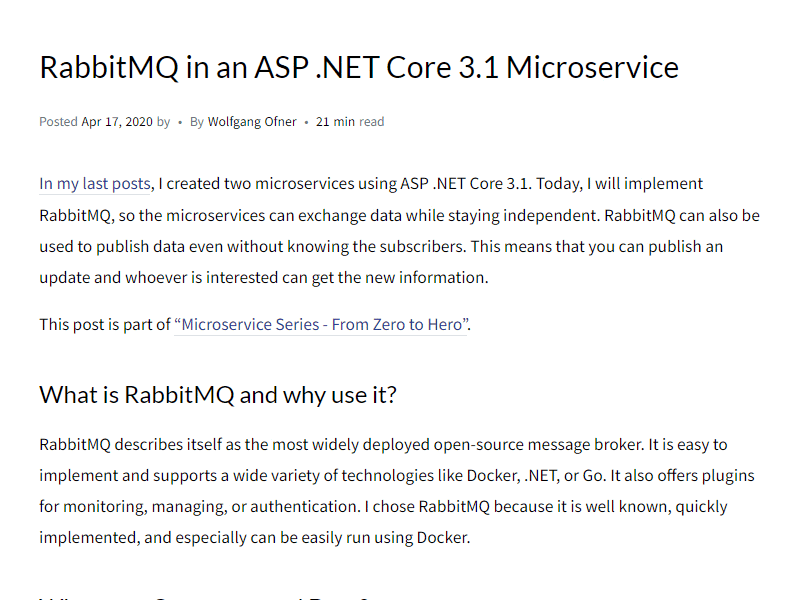 RabbitMQ in an ASP .NET Core 3.1 Microservice
Posted Apr 17, 2020 by • By Wolfgang Ofner • 21 min read
In my last posts, I created two microservices using ASP .NET Core 3.1. Today, I will implement
RabbitMQ, so the microservices can exchange data while staying independent. RabbitMQ can also be
used to publish data even without knowing the subscribers. This means that you can publish an
update and whoever is interested can get the new information.
This post is part of “Microservice Series - From Zero to Hero”.
What is RabbitMQ and why use it?
RabbitMQ describes itself as the most widely deployed open-source message broker. It is easy to
implement and supports a wide variety of technologies like Docker, .NET, or Go. It also offers plugins
for monitoring, managing, or authentication. I chose RabbitMQ because it is well known, quickly
implemented, and especially can be easily run using Docker.